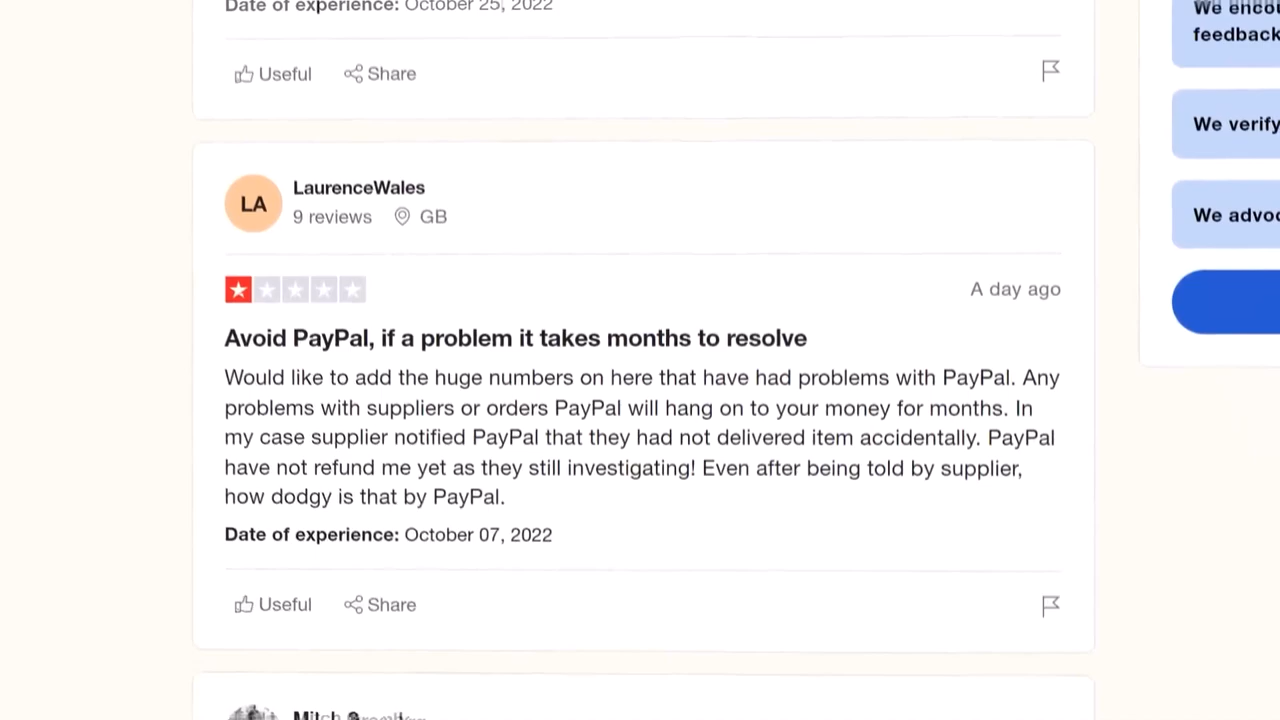 Date of experience: October 25, 2022
We enco
feedback
Useful Share
We verify
LA
LaurenceWales
9 reviews GB
We advo
A day ago
Avoid PayPal, if a problem it takes months to resolve
Would like to add the huge numbers on here that have had problems with PayPal. Any
problems with suppliers or orders PayPal will hang on to your money for months. In
my case supplier notified PayPal that they had not delivered item accidentally. PayPal
have not refund me yet as they still investigating! Even after being told by supplier,
how dodgy is that by PayPal.
Date of experience: October 07, 2022
Useful Share
Mitch